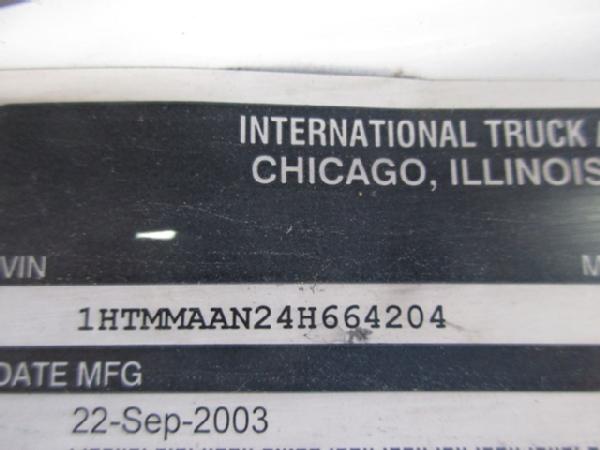 INTERNATIONAL TRUCK
CHICAGO, ILLINOIS
VIN
1HTMMAAN24H664204
DATE MFG
22-Sep-2003